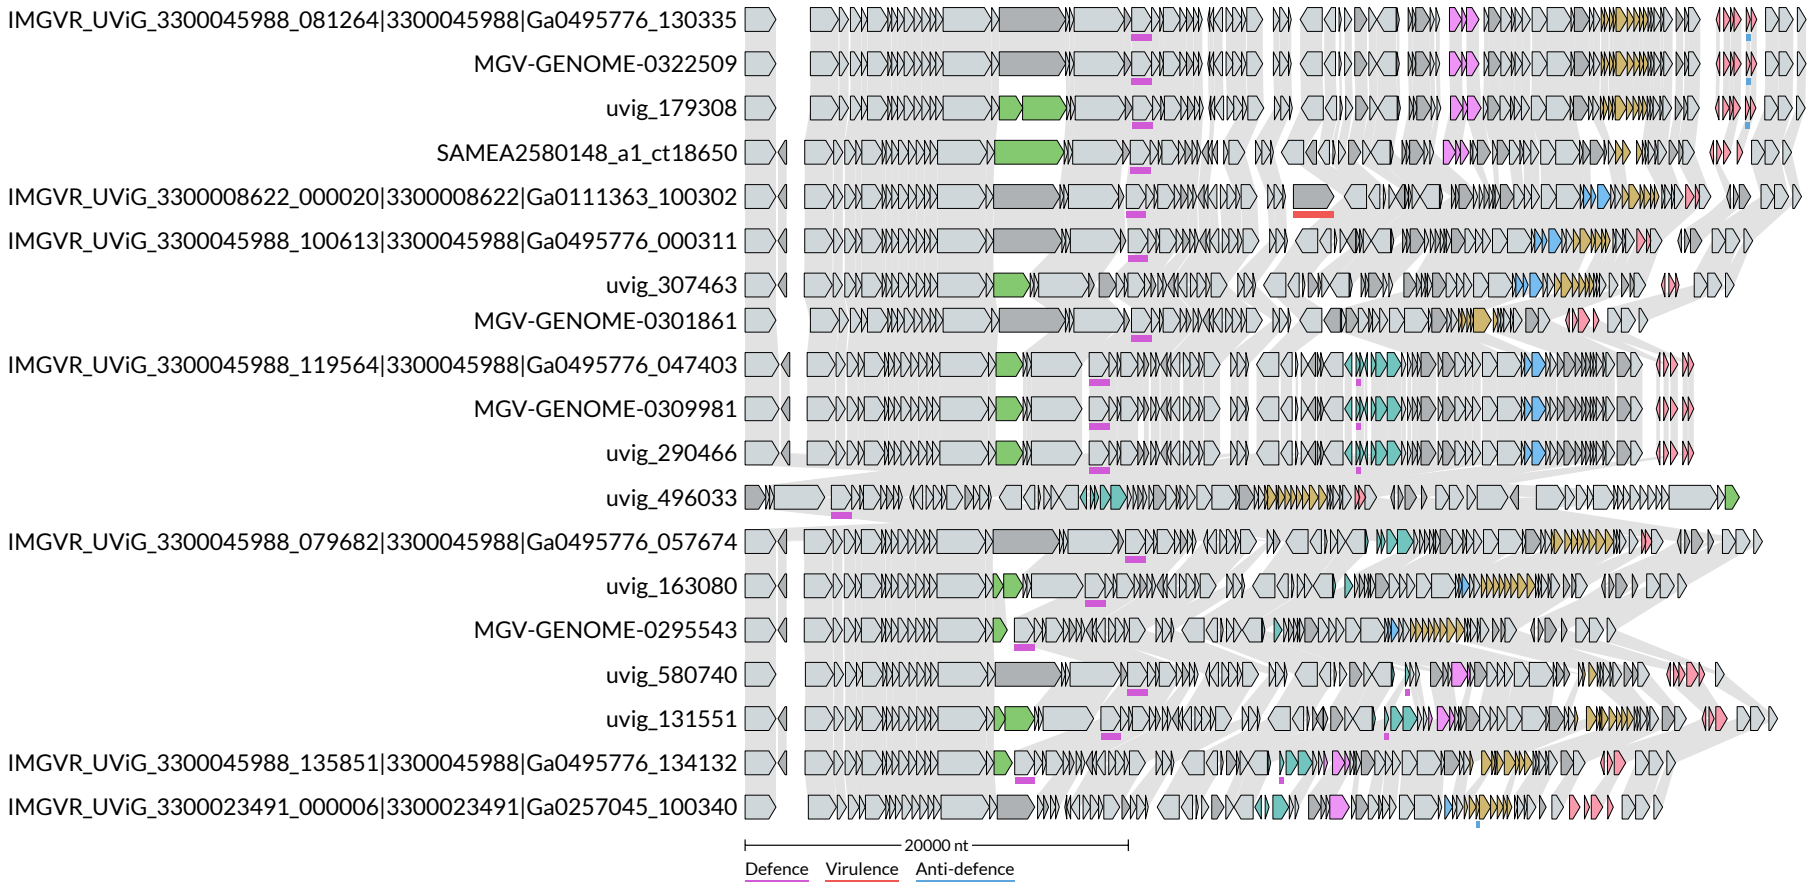 IMGVR_UViG_3300045988_081264|3300045988|Ga0495776_130335
MGV-GENOME-0322509
uvig_179308
SAMEA2580148_a1_ct18650
IMGVR_UViG_3300008622_000020|3300008622|Ga0111363_100302
IMGVR_UViG_3300045988_100613|3300045988|Ga0495776_000311
uvig_307463
MGV-GENOME-0301861
IMGVR_UViG_3300045988_119564|3300045988|Ga0495776_047403
MGV-GENOME-0309981
uvig_290466
uvig_496033
IMGVR_UViG_3300045988_079682|3300045988|Ga0495776_057674
uvig_163080
MGV-GENOME-0295543
uvig_580740
uvig_131551
IMGVR_UViG_3300045988_135851|3300045988|Ga0495776_134132
IMGVR_UViG_3300023491_000006|3300023491|Ga0257045_100340
20000 nt
Defence Virulence Anti-defence